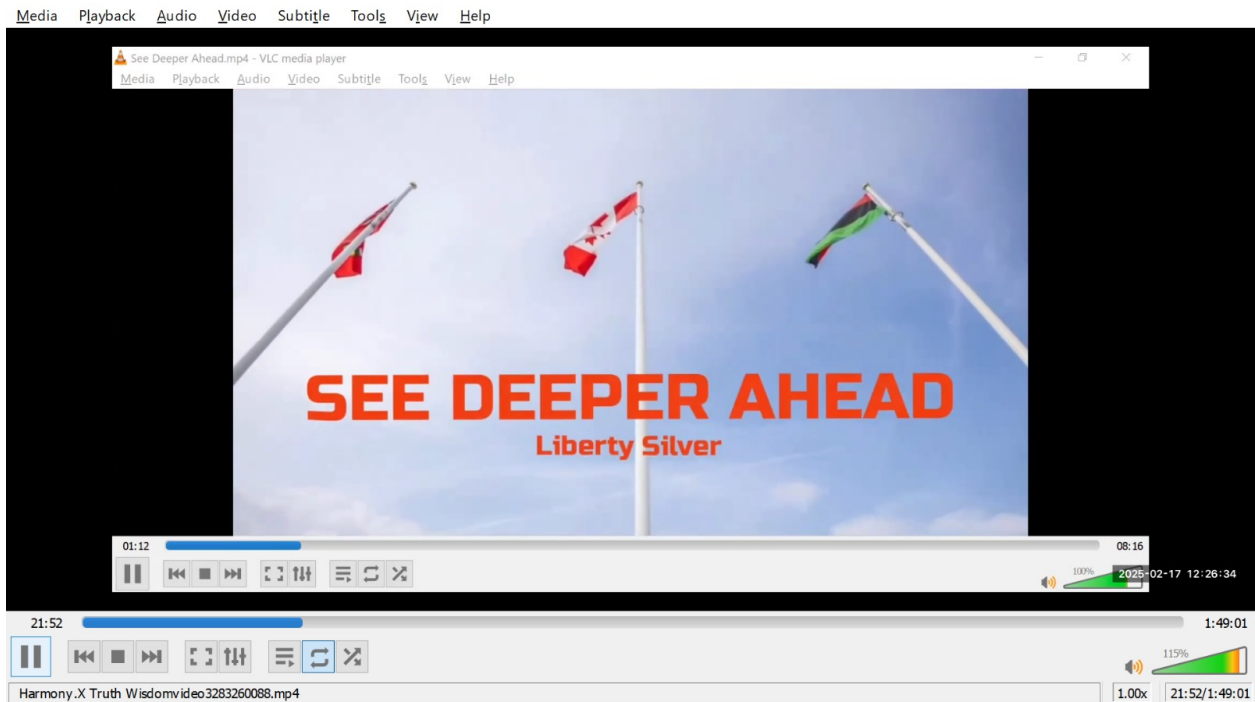 Media Playback Audio Video Subtitle Tools View Help
See Deeper Ahead.mp4 - VLC media player
Media Playback Audio Video Subtitle Tools View Help
SEE DEEPER AHEAD
Liberty Silver
01:12 08:16
100%
2025-02-17 12:26:34
21:52 1:49:01
115%
Harmony.X Truth Wisdomvideo3283260088.mp4 1.00x 21:52/1:49:01